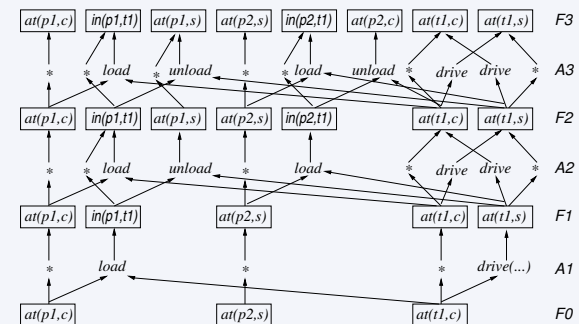 at(p1,c) in(p1,t1) at(p1,s) at(p2,s) in(p2,t1) at(p2,c) at(t1,c) at(t1,s) F3
* * load * unload * * load unload * drive drive * A3
at(p1,c) in(p1,t1) at(p1,s) at(p2,s) in(p2,t1) at(t1,c) at(t1,s) F2
* * load unload * load * drive drive * A2
at(p1,c) in(p1,t1) at(p2,s) at(t1,c) at(t1,s) F1
* load * * drive(...) A1
at(p1,c) at(p2,s) at(t1,c) F0